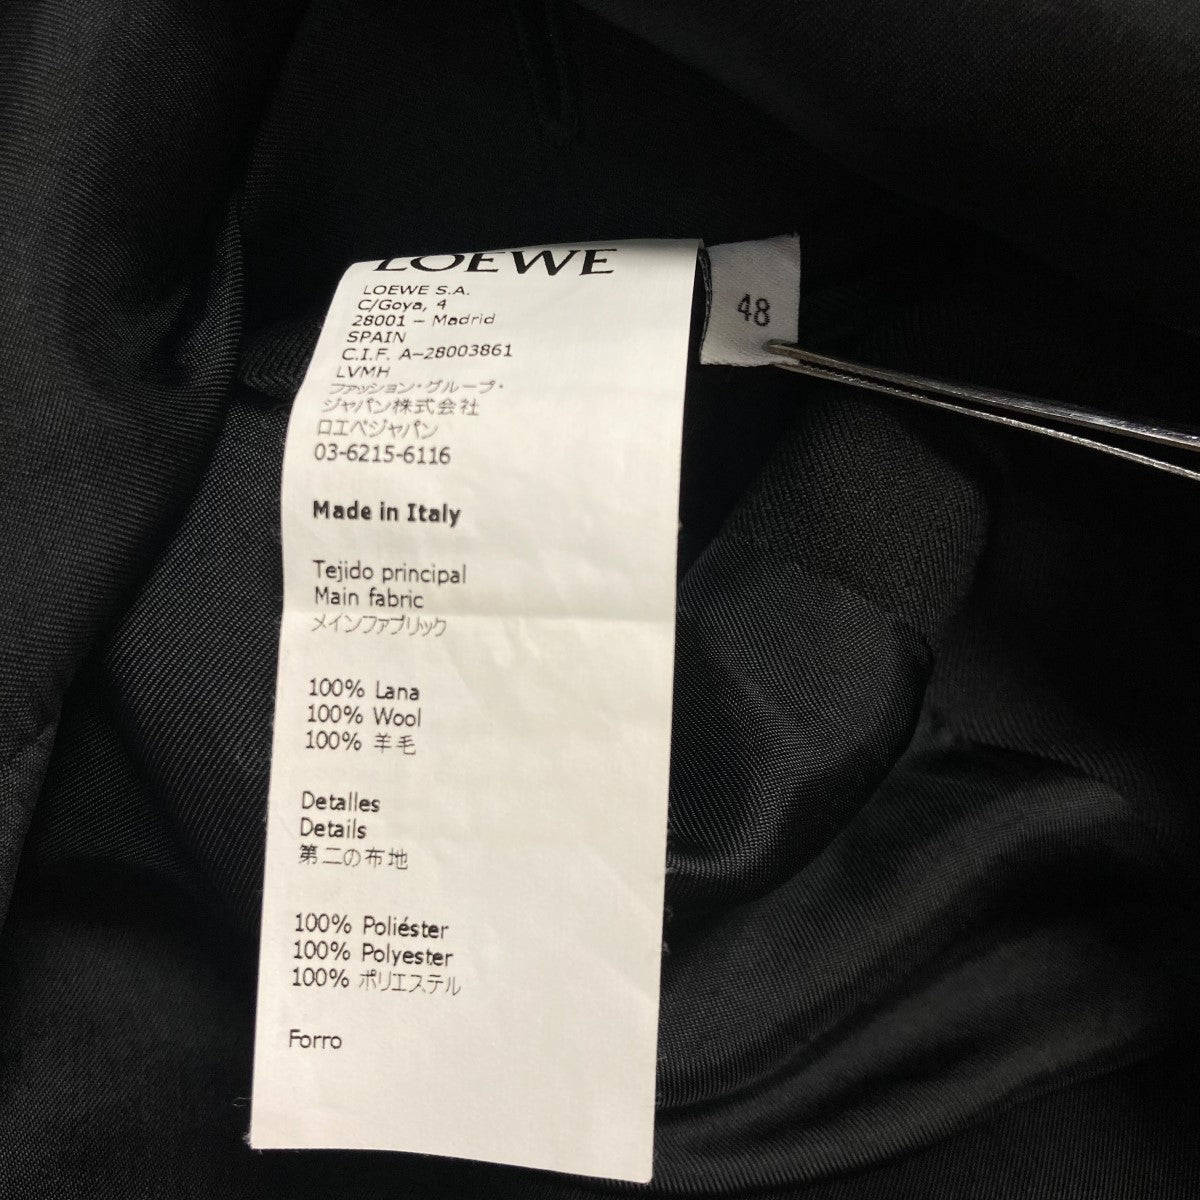 LOEWE
LOEWE S.A.
C/Goya, 4
28001 – Madrid
SPAIN
C.I.F. A-28003861
LVMH
ファッション・グループ・
ジャパン株式会社
ロエベジャパン
03-6215-6116
Made in Italy
Tejido principal
Main fabric
メインファブリック
100% Lana
100% Wool
100% 羊毛
Detalles
Details
第二の布地
100% Poliéster
100% Polyester
100% ポリエステル
Forro
48